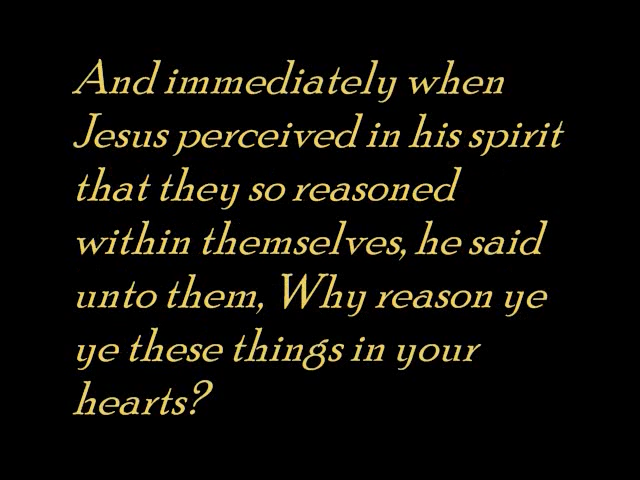 And immediately when
Jesus perceived in his spirit
that they so reasoned
within themselves, he said
unto them, Why reason ye
ye these things in your
hearts?